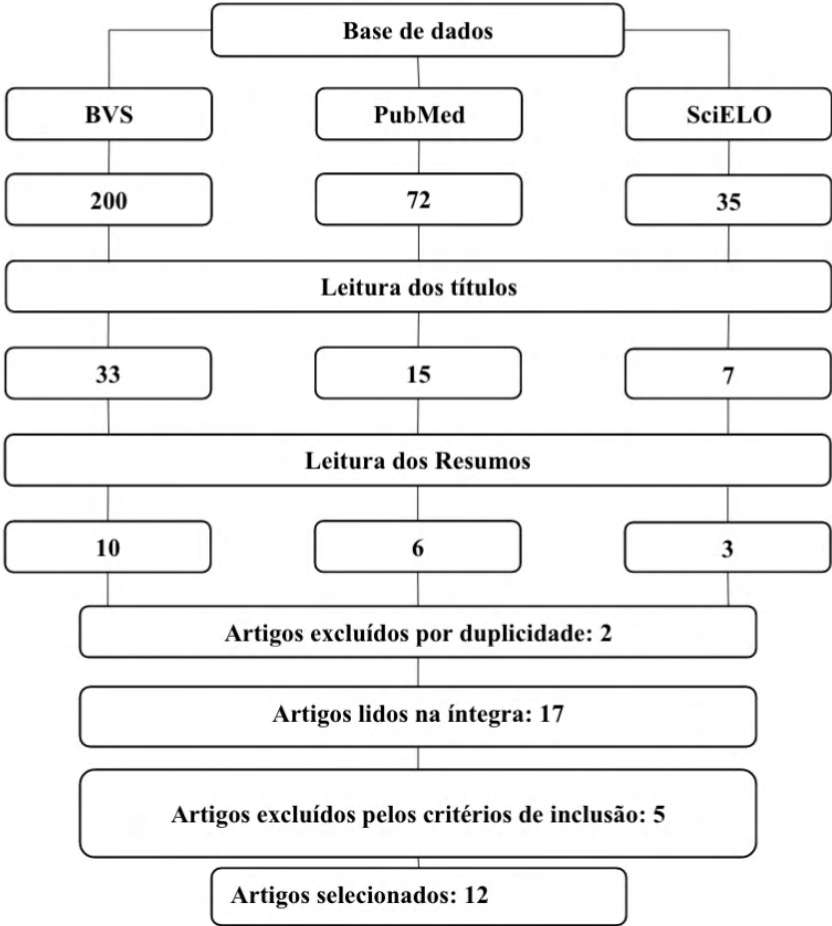 Base de dados
BVS
PubMed
SciELO
200
72
35
Leitura dos títulos
33
15
7
Leitura dos Resumos
10
6
3
Artigos excluídos por duplicidade: 2
Artigos lidos na íntegra: 17
Artigos excluídos pelos critérios de inclusão: 5
Artigos selecionados: 12